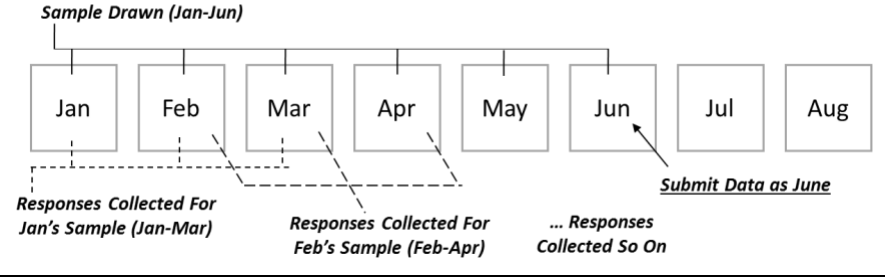 Sample Drawn (Jan-Jun)
Jan Feb Mar Apr May Jun Jul Aug
Submit Data as June
Responses Collected For
Jan's Sample (Jan-Mar)
Responses Collected For
Feb's Sample (Feb-Apr)
... Responses
Collected So On